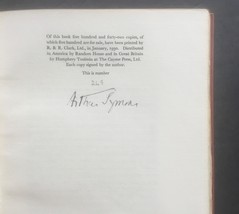 Of this book five hundred and forty-two copies, of
which five hundred are for sale, have been printed by
R. & R. Clark, Ltd., in January, 1930. Distributed
in America by Random House and in Great Britain
by Humphrey Toulmin at The Cayme Press, Ltd.
Each copy signed by the author
This is number
Arthur Symons